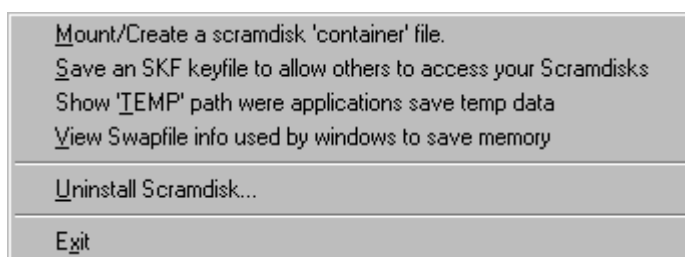 Mount/Create a scramdisk 'container' file.
Save an SKF keyfile to allow others to access your Scramdisks
Show 'TEMP' path were applications save temp data
View Swapfile info used by windows to save memory
Uninstall Scramdisk...
Exit